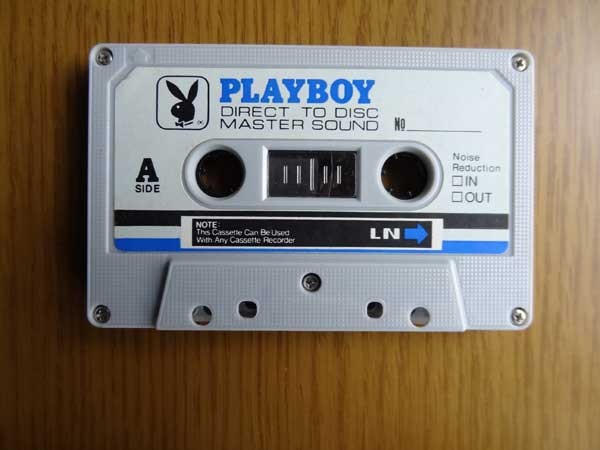 PLAYBOY
DIRECT TO DISC
MASTER SOUND No
A
SIDE
Noise
Reduction
IN
OUT
NOTE:
This Cassette Can Be Used
With Any Cassette Recorder
LN